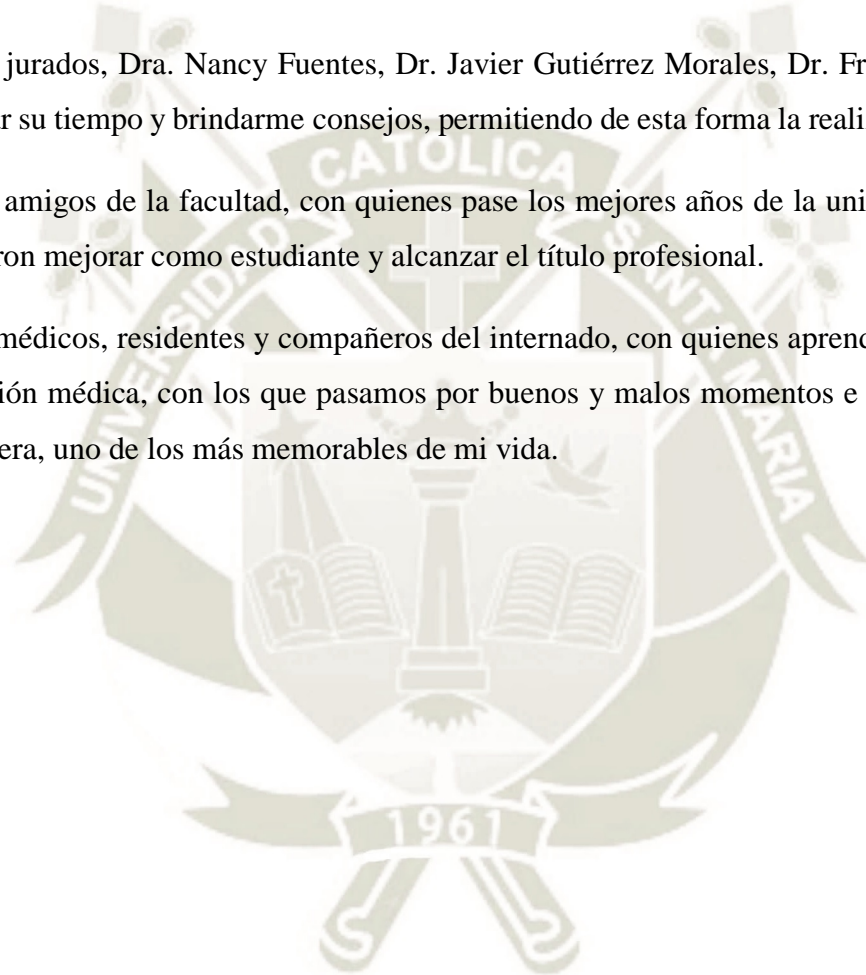 jurados, Dra. Nancy Fuentes, Dr. Javier Gutiérrez Morales, Dr. Fr
r su tiempo y brindarme consejos, permitiendo de esta forma la reali
amigos de la facultad, con quienes pase los mejores años de la uni
ron mejorar como estudiante y alcanzar el título profesional.
médicos, residentes y compañeros del internado, con quienes aprend
ión médica, con los que pasamos por buenos y malos momentos e
era, uno de los más memorables de mi vida.
UNIVERSIDAD CATOLICA SANTA MARIA
1961